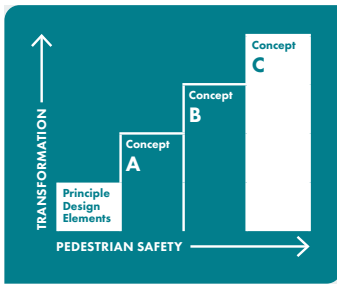 TRANSFORMATION
Concept
C
Concept
B
Concept
A
Principle
Design
Elements
PEDESTRIAN SAFETY